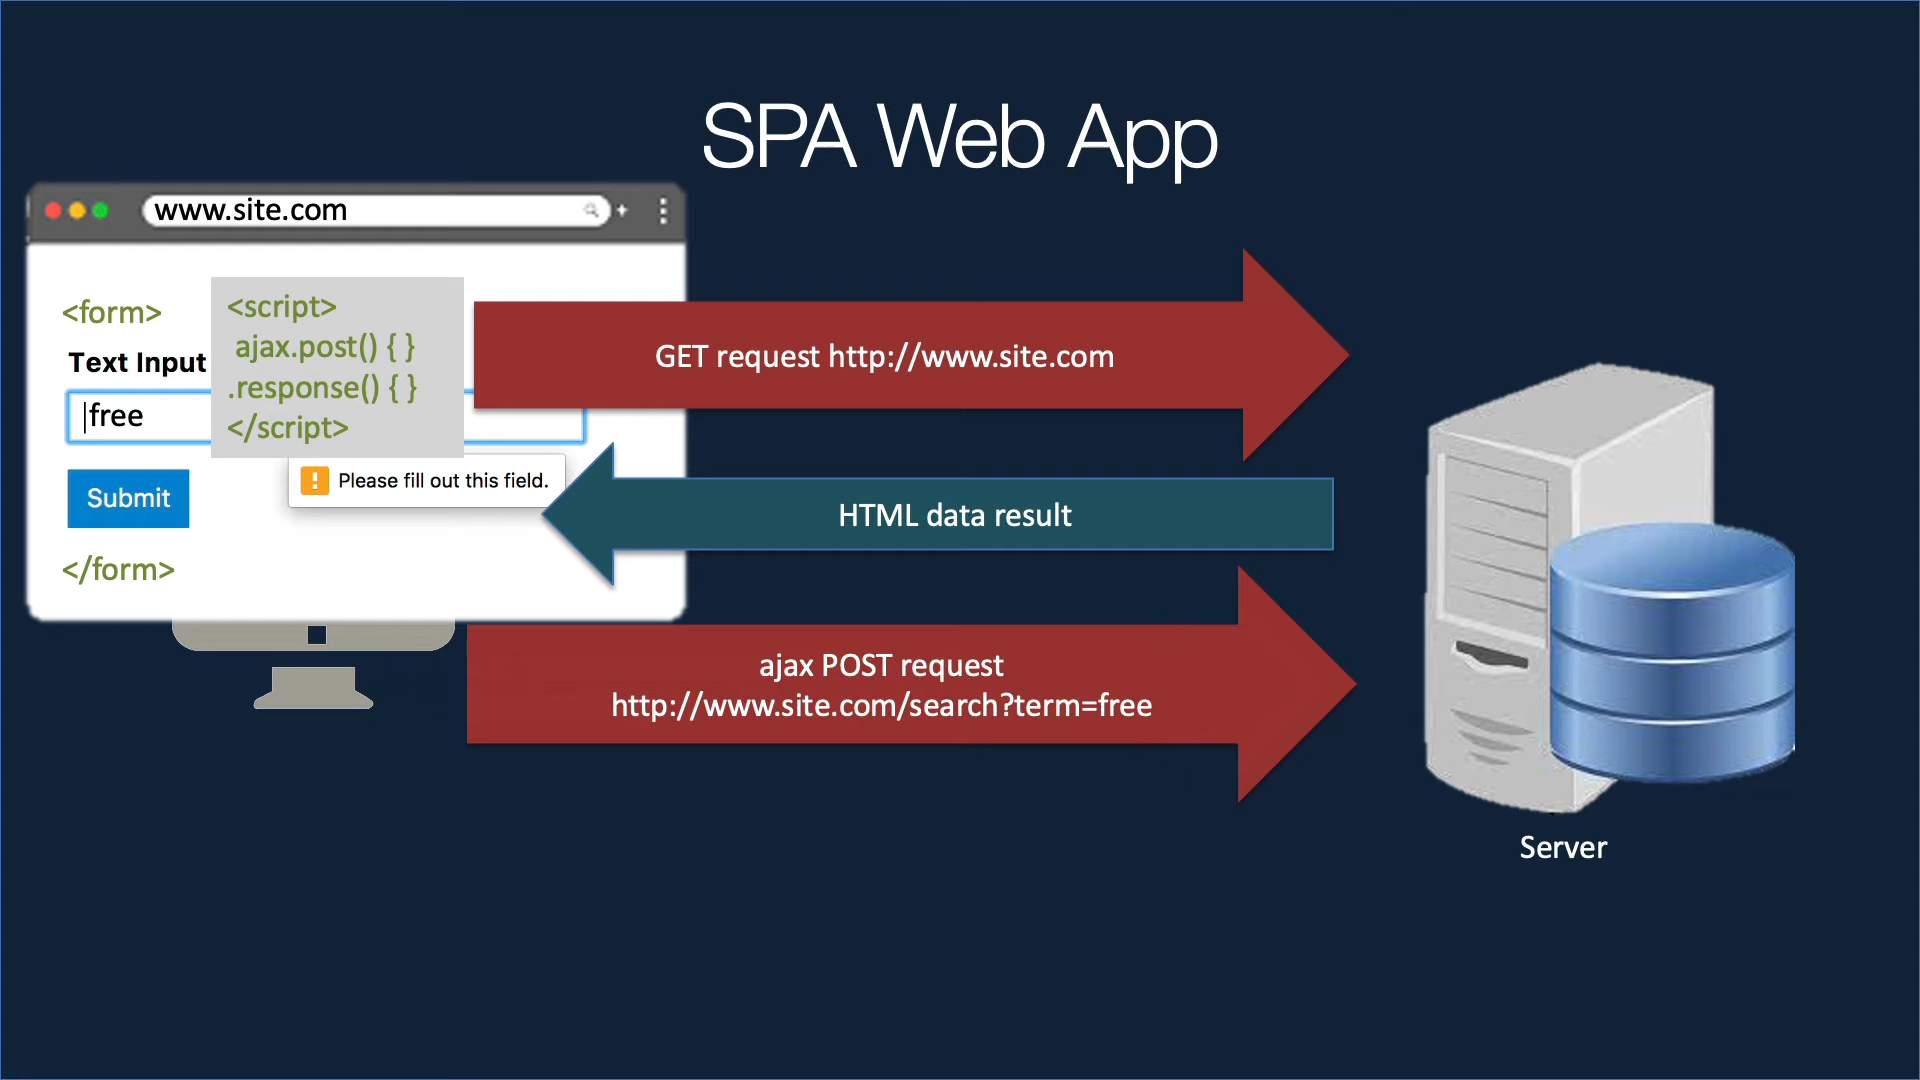 SPA Web App
www.site.com
<form>
<script>
ajax.post() { }
.response() { }
</script>
Text Input
free
Please fill out this field.
Submit
</form>
GET request http://www.site.com
HTML data result
ajax POST request
http://www.site.com/search?term=free
Server